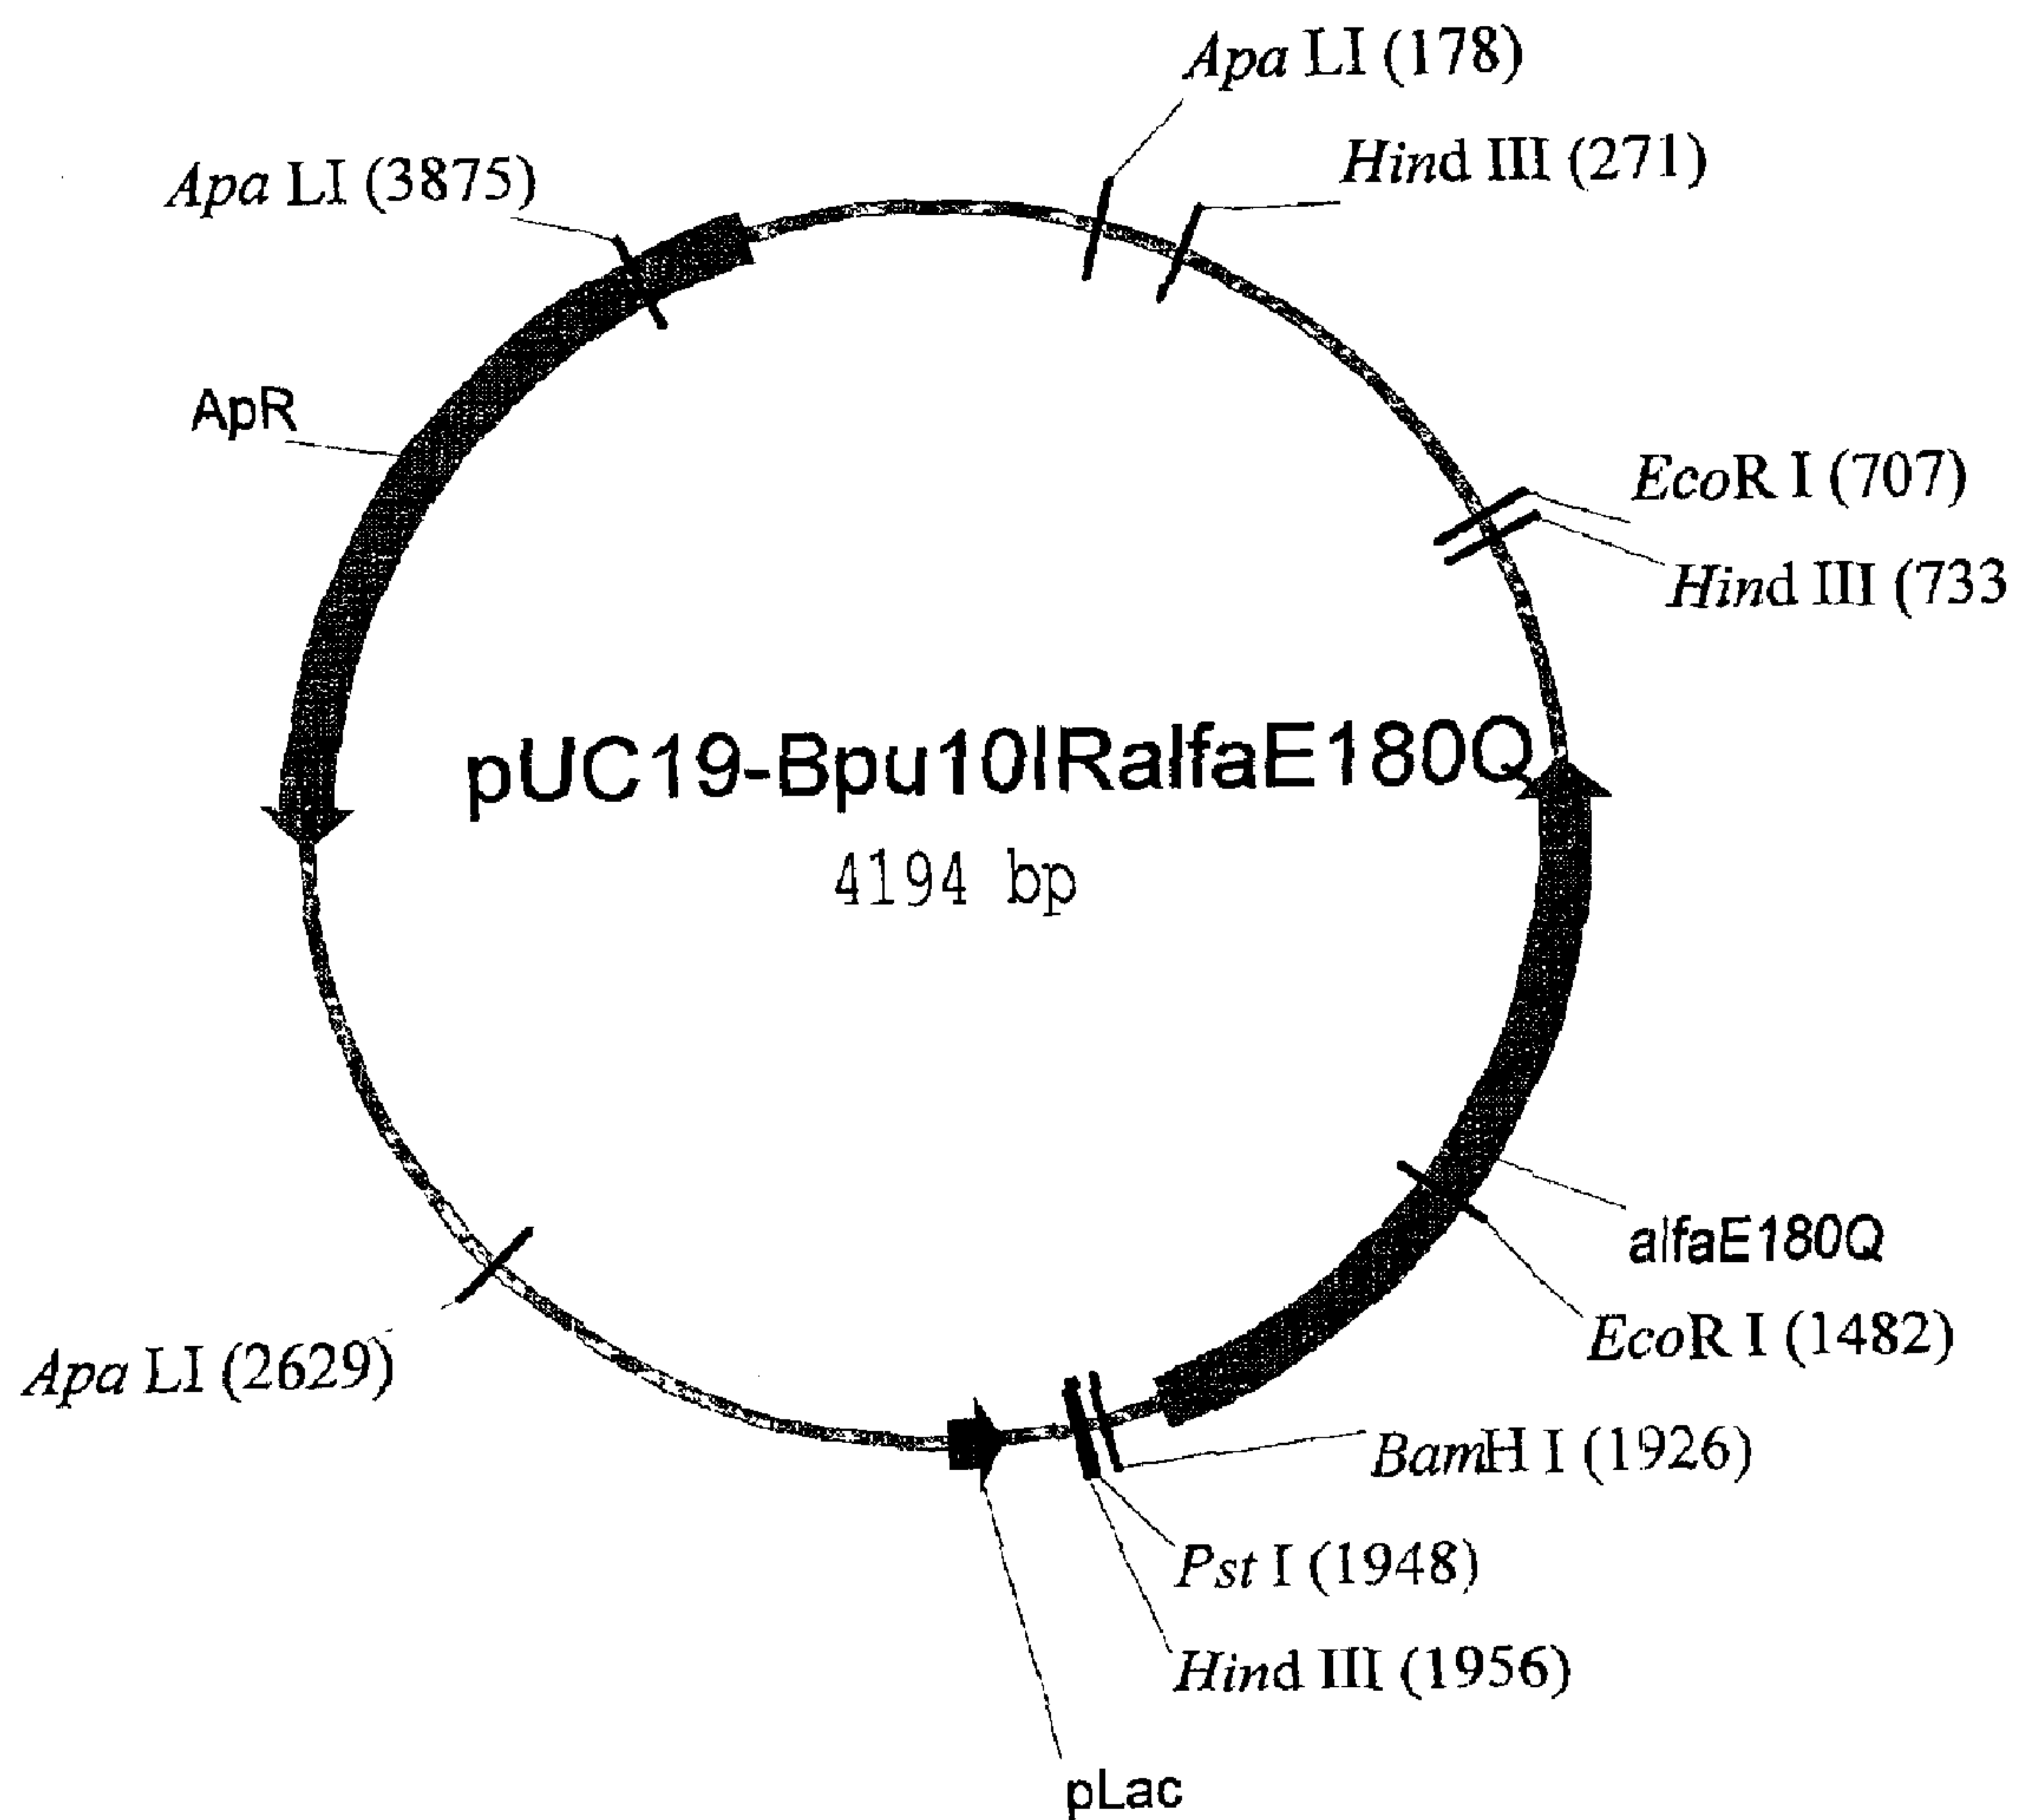 Apa LI (178)
Hind III (271)
Apa LI (3875)
ApR
EcoR I (707)
Hind III (733
pUC19-Bpu10IRalfaE180Q
4194 bp
alfaE180Q
EcoR I (1482)
Apa LI (2629)
BamH I (1926)
Pst I (1948)
Hind III (1956)
pLac